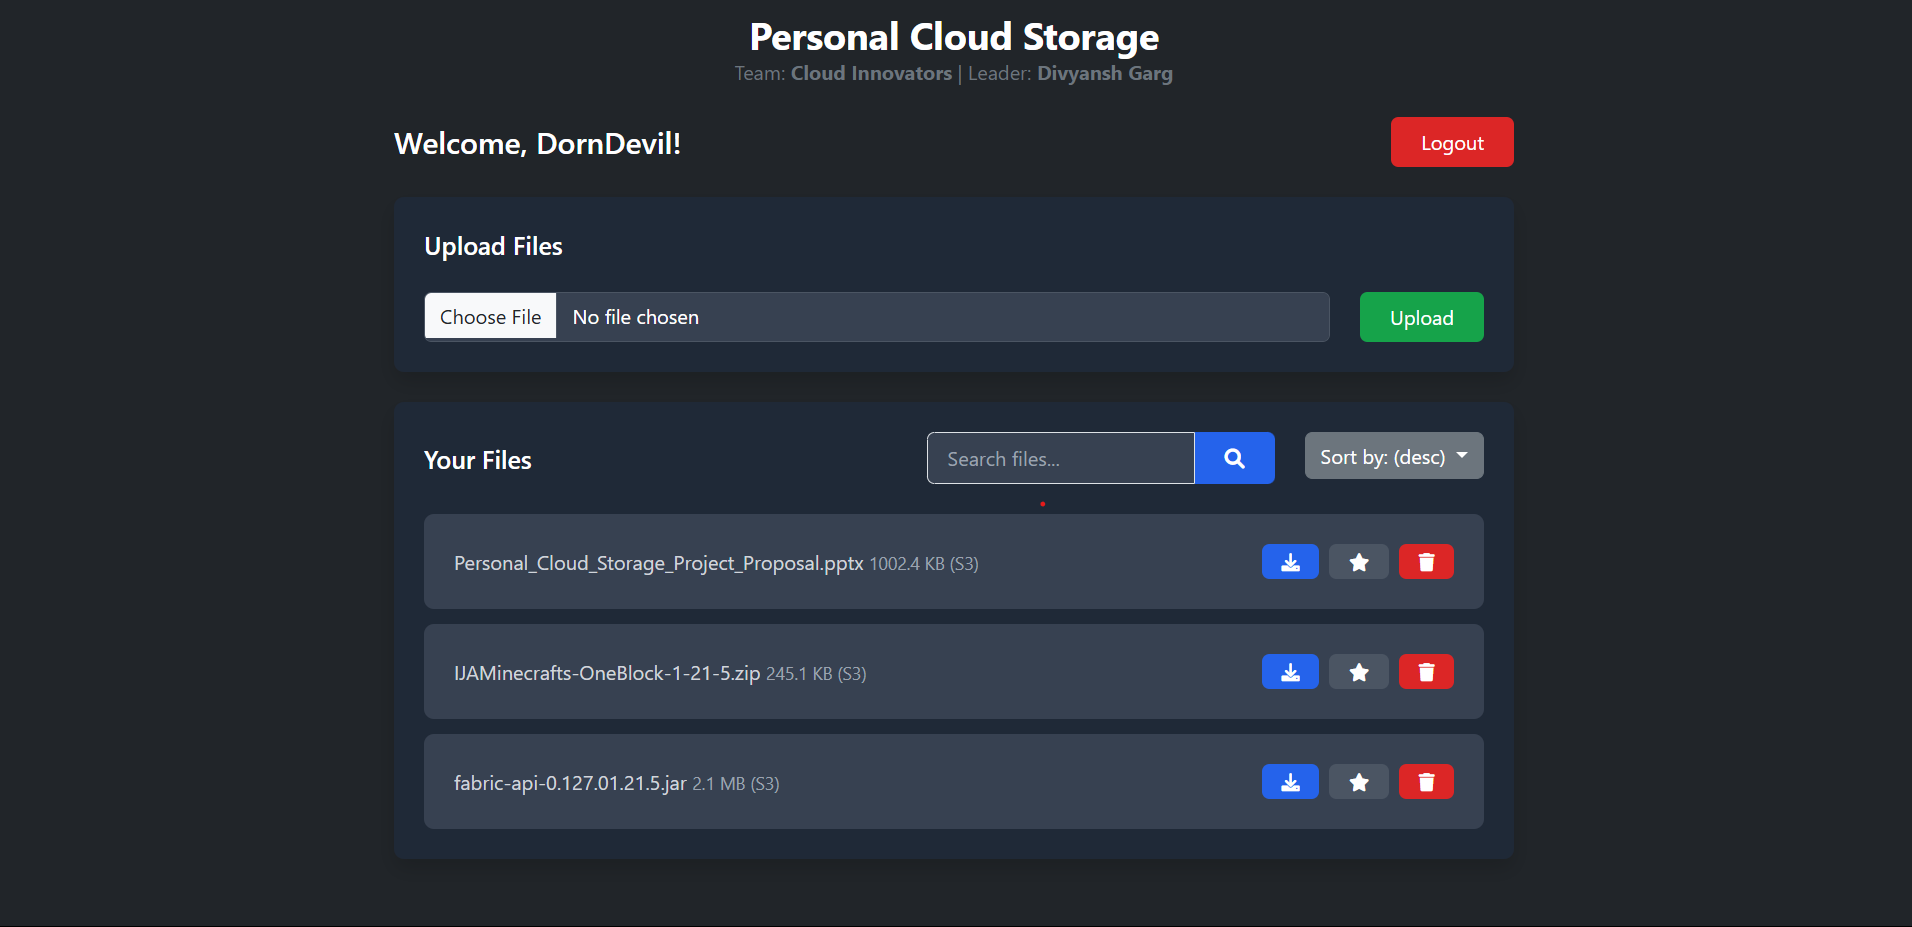 Personal Cloud Storage
Team: Cloud Innovators | Leader: Divyansh Garg
Welcome, DornDevil!
Logout
Upload Files
Choose File No file chosen
Upload
Your Files
Search files...
Sort by: (desc)
Personal_Cloud_Storage_Project_Proposal.pptx 1002.4 KB (S3)
IJAMinecrafts-OneBlock-1-21-5.zip 245.1 KB (S3)
fabric-api-0.127.01.21.5.jar 2.1 MB (S3)